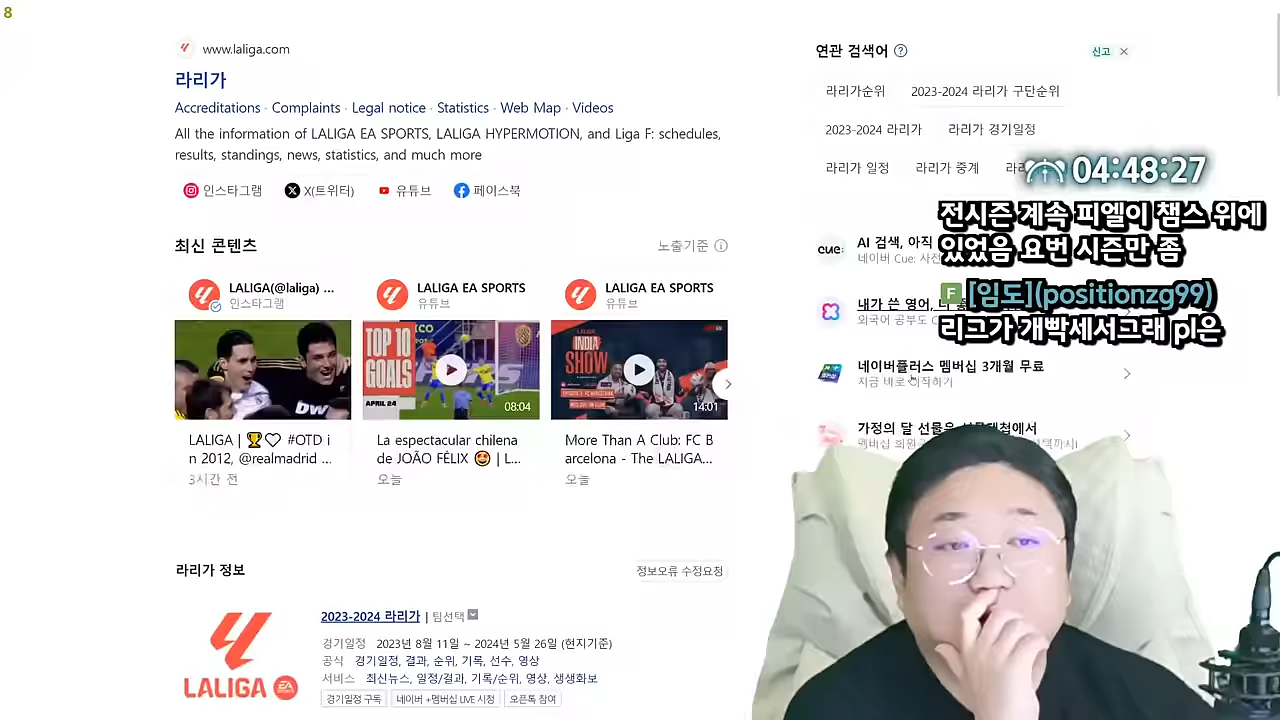 8
www.laliga.com
라리가
Accreditations · Complaints · Legal notice · Statistics · Web Map · Videos
All the information of LALIGA EA SPORTS, LALIGA HYPERMOTION, and Liga F: schedules,
results, standings, news, statistics, and much more
인스타그램 X(트위터) 유튜브 페이스북
최신 콘텐츠 노출기준
LALIGA(@laliga) ...
인스타그램
LALIGA EA SPORTS
유튜브
LALIGA EA SPORTS
유튜브
TOP 10
GOALS
APRIL 24
08:04
INDIA
SHOW
14:01
LALIGA | 🏆🤍 #OTD i
n 2012, @realmadrid ...
3시간 전
La espectacular chilena
de JOÃO FÉLIX 🤩 | L...
오늘
More Than A Club: FC B
arcelona - The LALIGA...
오늘
라리가 정보 정보오류 수정요청
LALIGA EA
2023-2024 라리가 | 팀선택
경기일정 2023년 8월 11일 ~ 2024년 5월 26일 (현지기준)
공식 경기일정, 결과, 순위, 기록, 선수, 영상
서비스 최신뉴스, 일정/결과, 기록/순위, 영상, 생생화보
경기일정 구독 네이버 +멤버십 LIVE 시청 오픈톡 참여
연관 검색어 신고
라리가순위 2023-2024 라리가 구단순위
2023-2024 라리가 라리가 경기일정
라리가 일정 라리가 중계
04:48:27
전시즌 계속 피엘이 챔스 위에
있었음 요번 시즌만 좀
F [임도](positionzg99)
리그가 개빡세서그래 pl은
cue: AI 검색, 아직
네이버 Cue:
내가 쓴 영어,
외국어 공부도
네이버플러스 멤버십 3개월 무료
지금 바로 시작하기
가정의 달 선물은
멤버십 회원